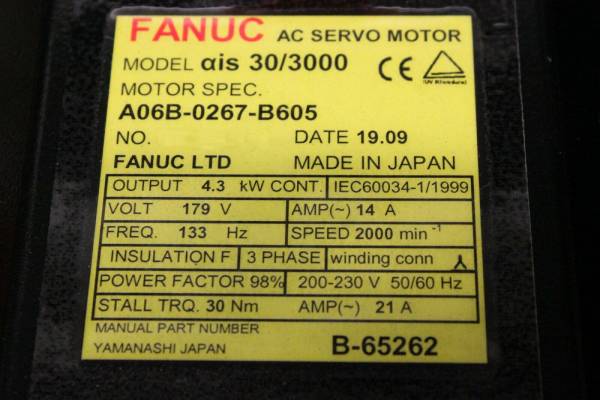 FANUC AC SERVO MOTOR
MODEL αis 30/3000 CE
MOTOR SPEC.
A06B-0267-B605
NO. DATE 19.09
FANUC LTD MADE IN JAPAN
OUTPUT 4.3 kW CONT. IEC60034-1/1999
VOLT 179 V AMP(~) 14 A
FREQ. 133 Hz SPEED 2000 min⁻¹
INSULATION F 3 PHASE winding conn
POWER FACTOR 98% 200-230 V 50/60 Hz
STALL TRQ. 30 Nm AMP(~) 21 A
MANUAL PART NUMBER
YAMANASHI JAPAN B-65262